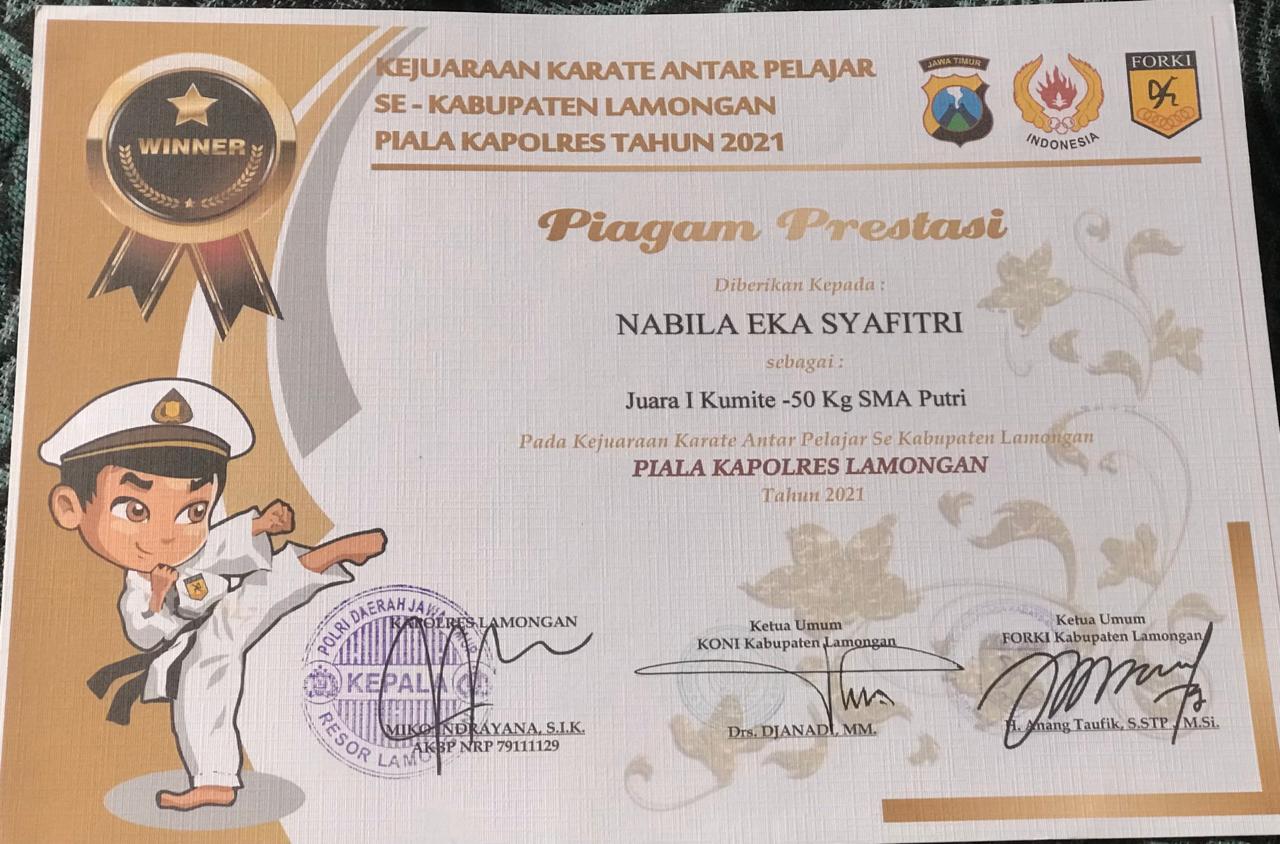 WINNER
KEJUARAAN KARATE ANTAR PELAJAR
SE - KABUPATEN LAMONGAN
PIALA KAPOLRES TAHUN 2021
JAWA TIMUR
INDONESIA
FORKI
Piagam Prestasi
Diberikan Kepada :
NABILA EKA SYAFITRI
sebagai :
Juara I Kumite -50 Kg SMA Putri
Pada Kejuaraan Karate Antar Pelajar Se Kabupaten Lamongan
PIALA KAPOLRES LAMONGAN
Tahun 2021
KAPOLRES LAMONGAN
POLRI DAERAH JAWA
KEPALA
RESOR LAM
MIKO INDRAYANA, S.I.K.
AKBP NRP 79111129
Ketua Umum
KONI Kabupaten Lamongan
Drs. DJANADI, MM.
Ketua Umum
FORKI Kabupaten Lamongan
H. Anang Taufik, S.STP., M.Si.